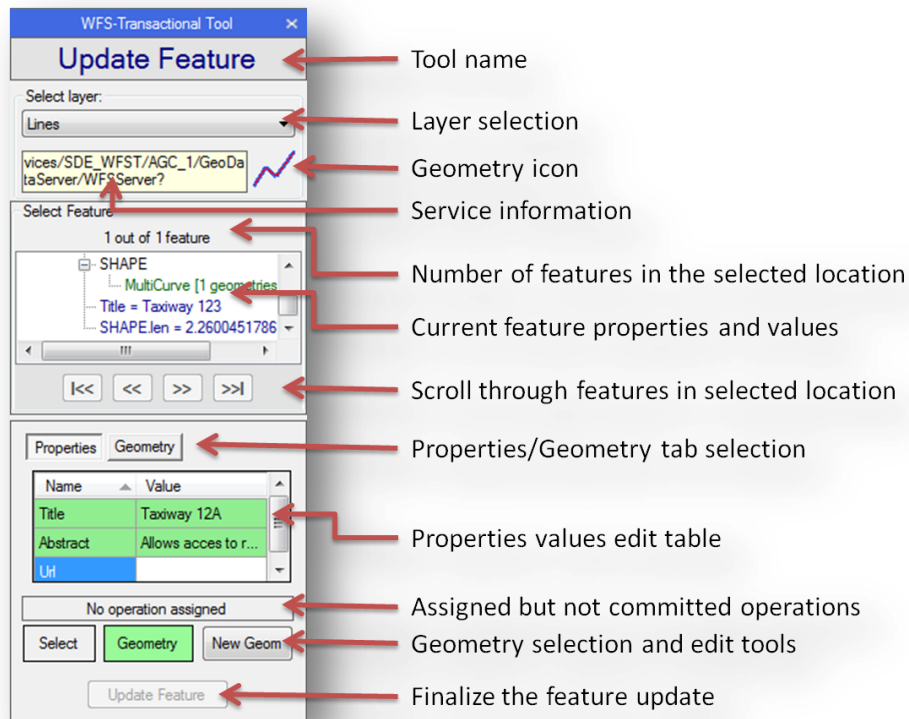 WFS-Transactional Tool
Update Feature
Tool name
Select layer:
Lines
Layer selection
vices/SDE_WFST/AGC_1/GeoDa
taServer/WFSServer?
Geometry icon
Service information
Select Feature
1 out of 1 feature
Number of features in the selected location
SHAPE
MultiCurve [1 geometries
Title = Taxiway 123
SHAPE.len = 2.2600451786
Current feature properties and values
|<< << >> >>|
Scroll through features in selected location
Properties Geometry
Properties/Geometry tab selection
Name Value
Title Taxiway 12A
Abstract Allows acces to r...
Url
Properties values edit table
No operation assigned
Assigned but not committed operations
Select Geometry New Geom
Geometry selection and edit tools
Update Feature
Finalize the feature update